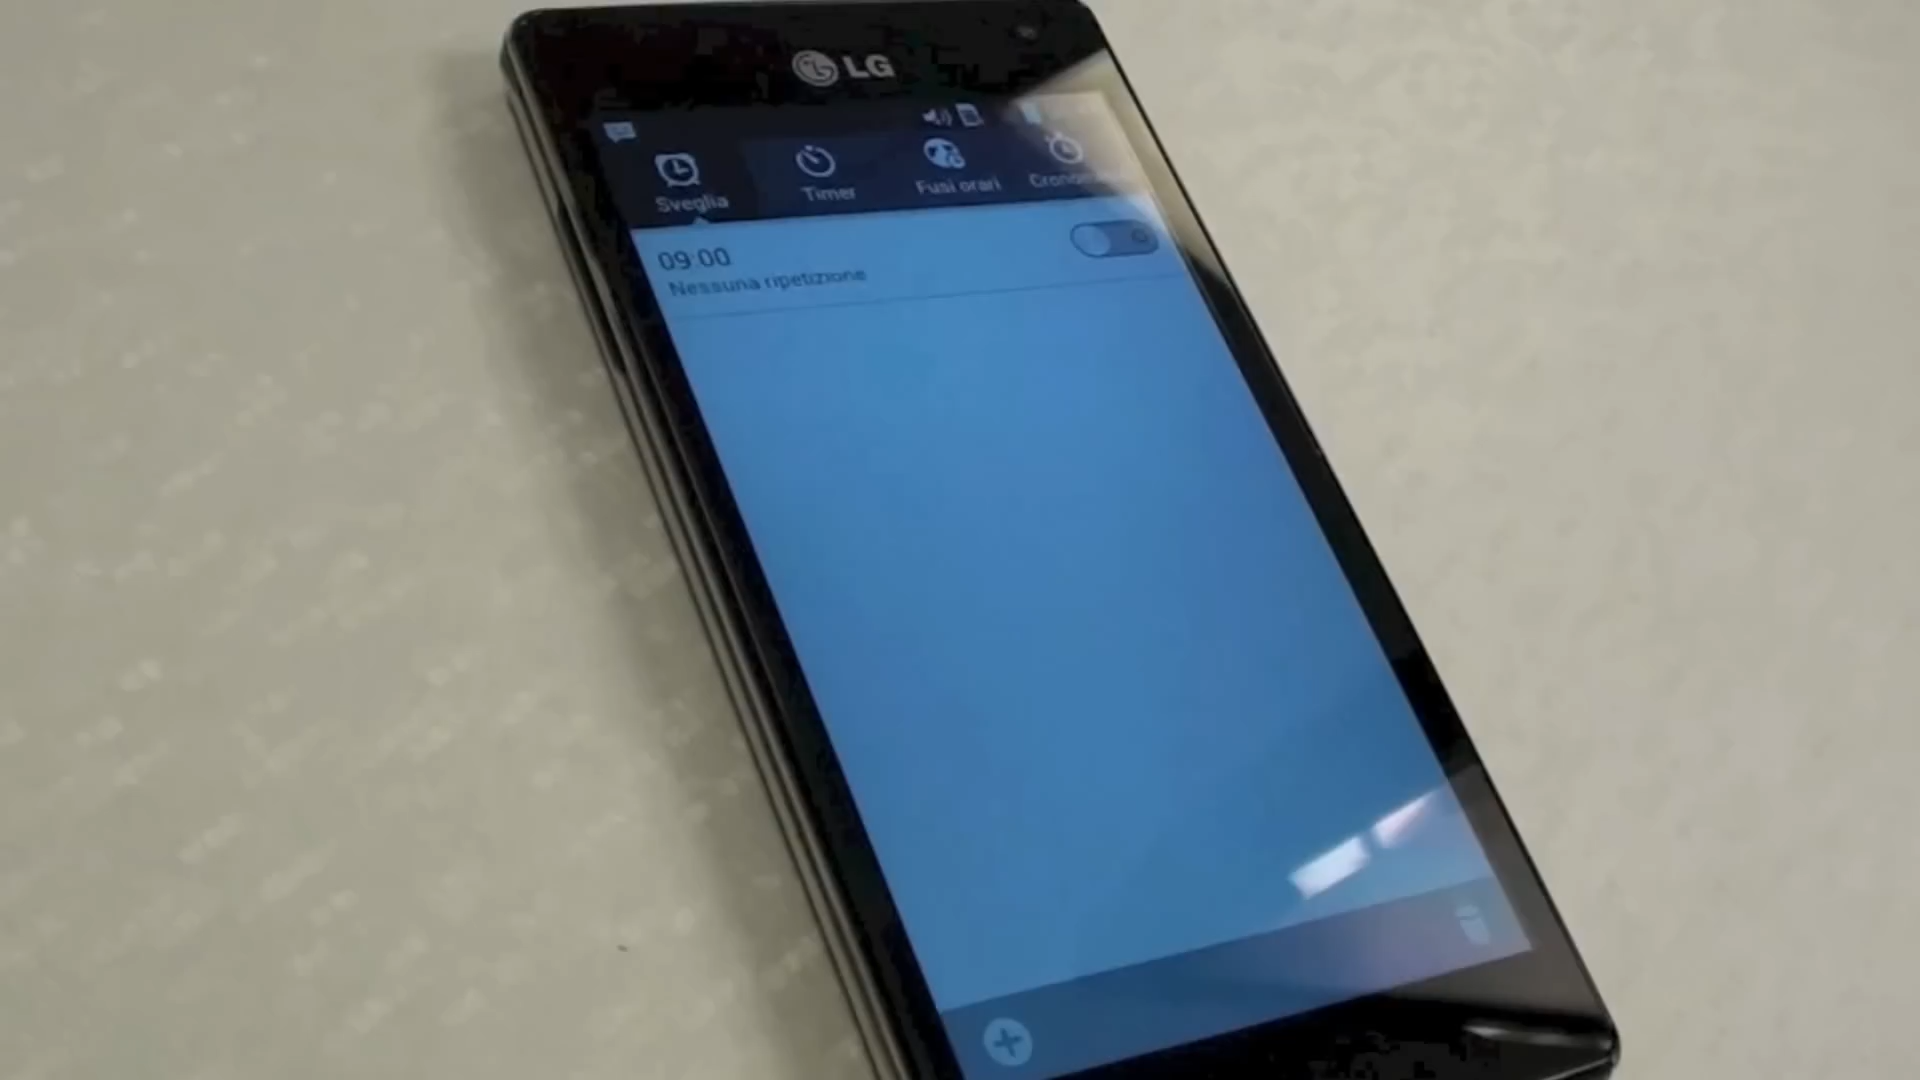 LG
Sveglia
Timer
Fusi orari
09:00
Nessuna ripetizione